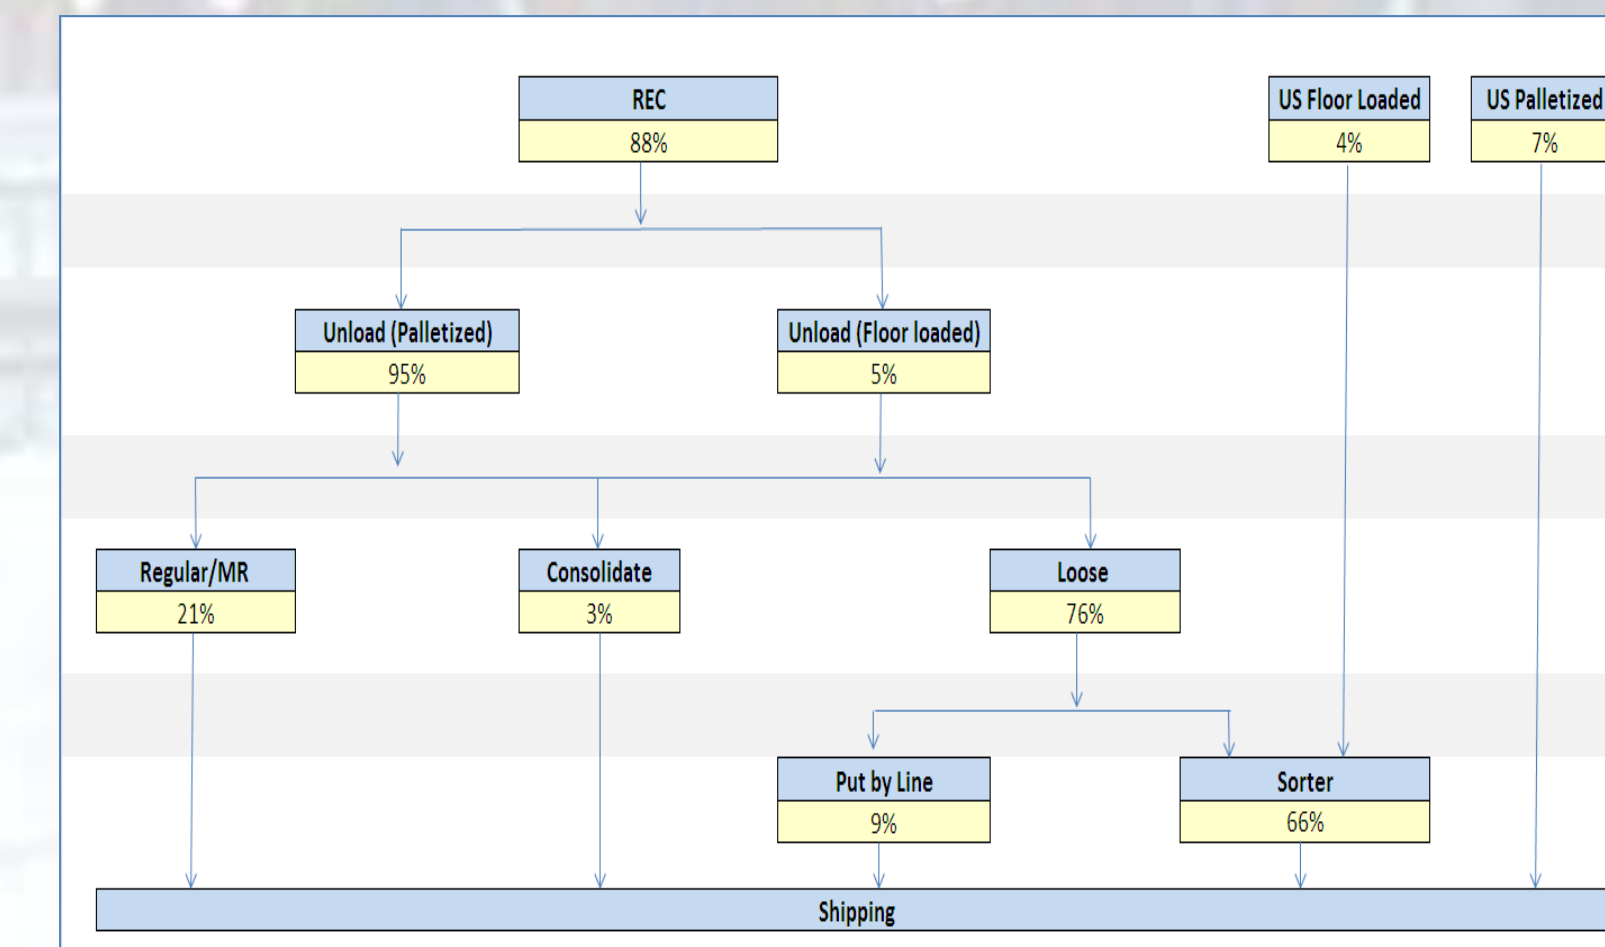 REC
88%
US Floor Loaded
4%
US Palletized
7%
Unload (Palletized)
95%
Unload (Floor loaded)
5%
Regular/MR
21%
Consolidate
3%
Loose
76%
Put by Line
9%
Sorter
66%
Shipping